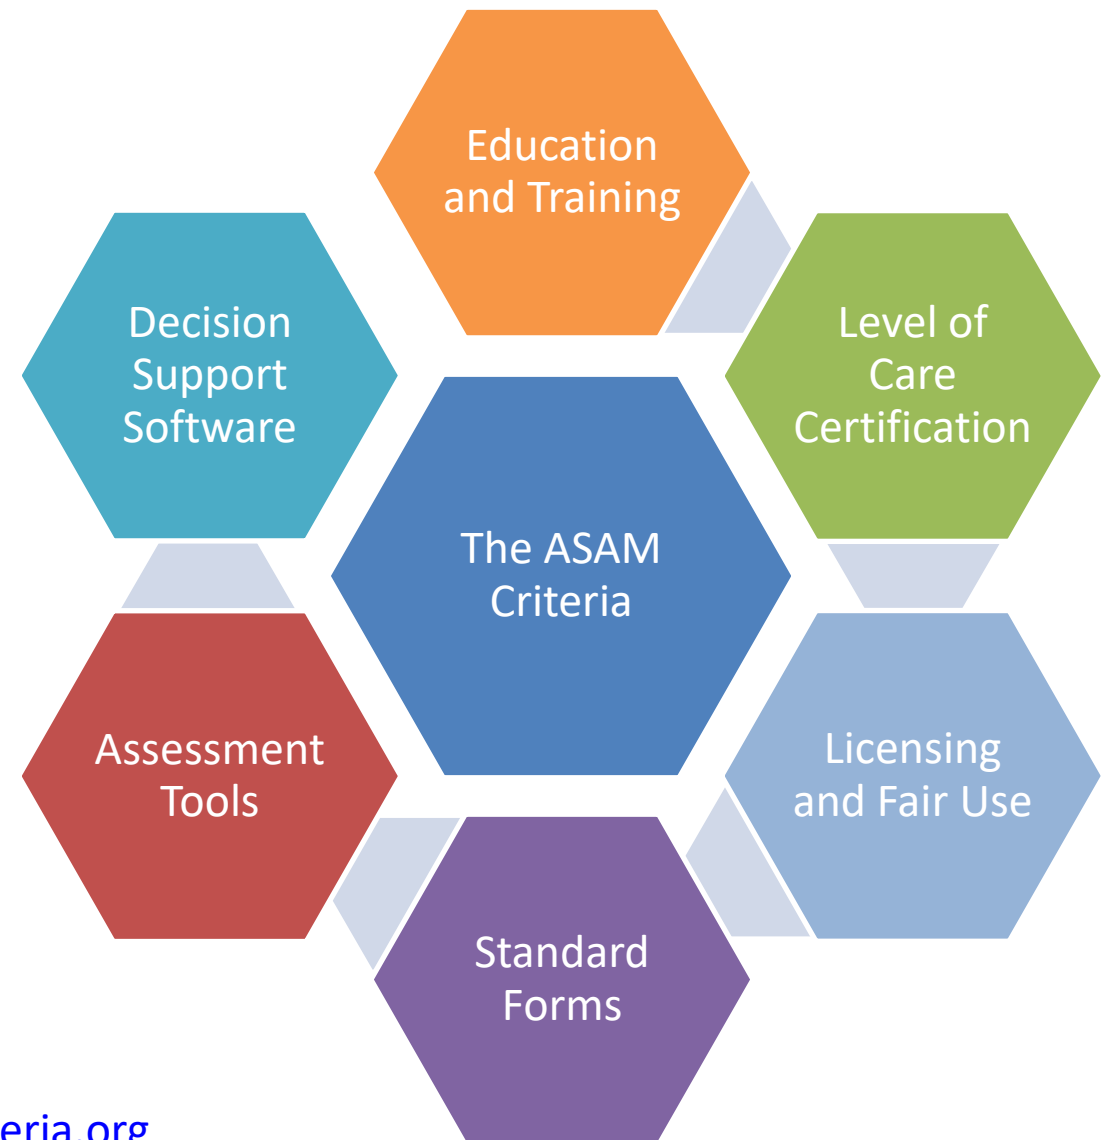 Education
and Training
Decision
Support
Software
Level of
Care
Certification
The ASAM
Criteria
Assessment
Tools
Licensing
and Fair Use
Standard
Forms
eria.org